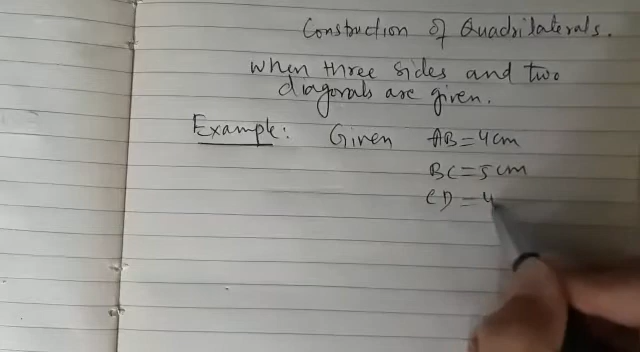 Construction of Quadrilaterals.
When three sides and two
diagonals are given.
Example: Given AB=4cm
BC=5cm
CD=4